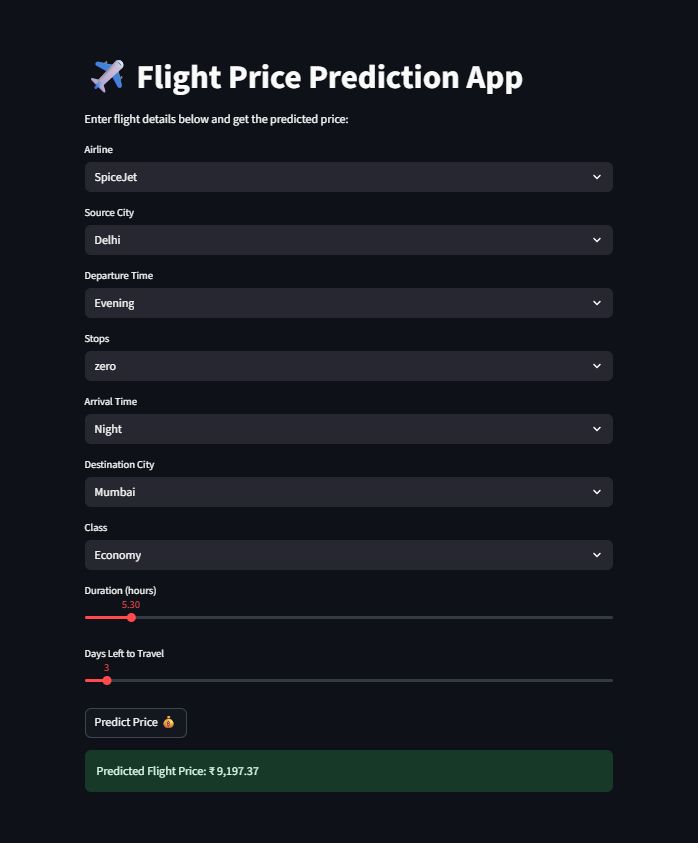 Flight Price Prediction App
Enter flight details below and get the predicted price:
Airline
SpiceJet
Source City
Delhi
Departure Time
Evening
Stops
zero
Arrival Time
Night
Destination City
Mumbai
Class
Economy
Duration (hours)
5.30
Days Left to Travel
3
Predict Price 💰
Predicted Flight Price: ₹ 9,197.37